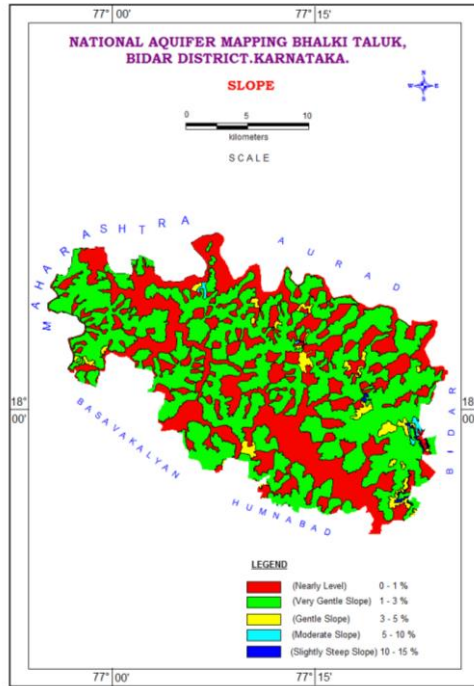 77° 00'
77° 15'
NATIONAL AQUIFER MAPPING BHALKI TALUK,
BIDAR DISTRICT.KARNATAKA.
SLOPE
N
W E
S
0 5 10
kilometers
SCALE
MAHARASHTRA
AURAD
18° 00'
18° 00'
BIDAR
BASAVAKALYAN
HUMNABAD
LEGEND
(Nearly Level) 0 - 1 %
(Very Gentle Slope) 1 - 3 %
(Gentle Slope) 3 - 5 %
(Moderate Slope) 5 - 10 %
(Slightly Steep Slope) 10 - 15 %
77° 00'
77° 15'